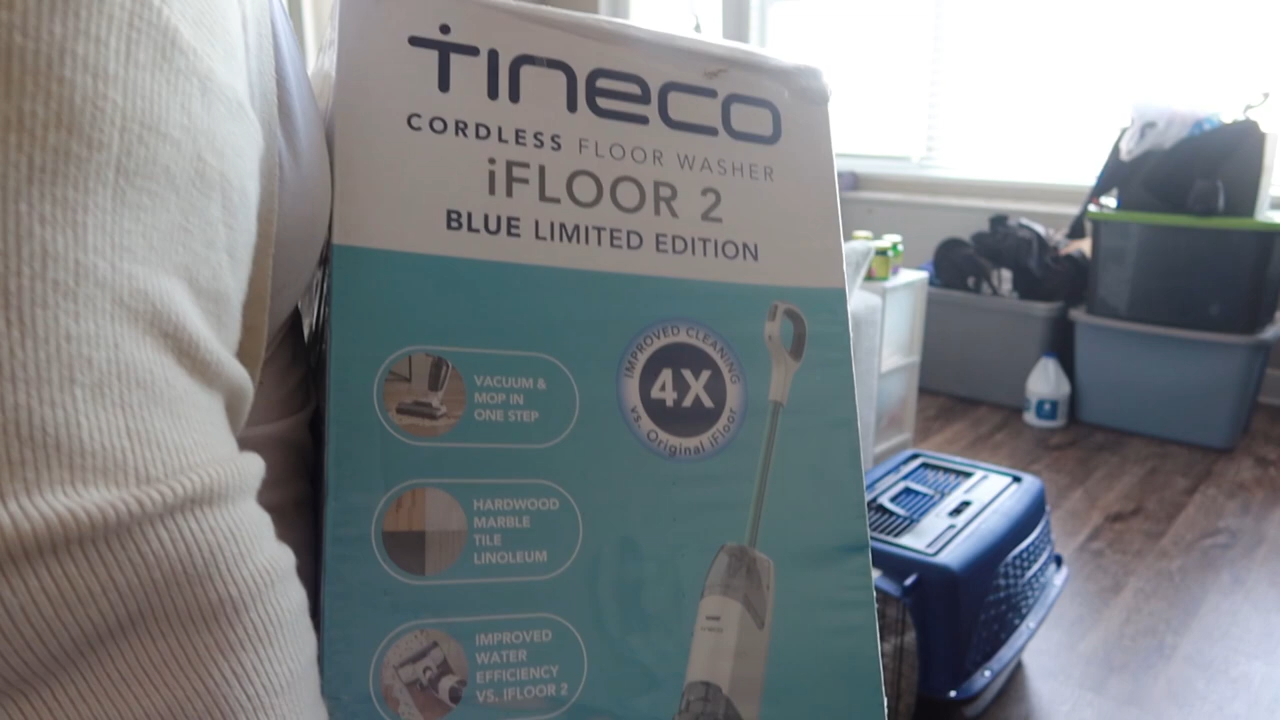 tineco
CORDLESS FLOOR WASHER
iFLOOR 2
BLUE LIMITED EDITION
IMPROVED CLEANING
4X
vs. Original iFloor
VACUUM &
MOP IN
ONE STEP
HARDWOOD
MARBLE
TILE
LINOLEUM
IMPROVED
WATER
EFFICIENCY
VS. IFLOOR 2